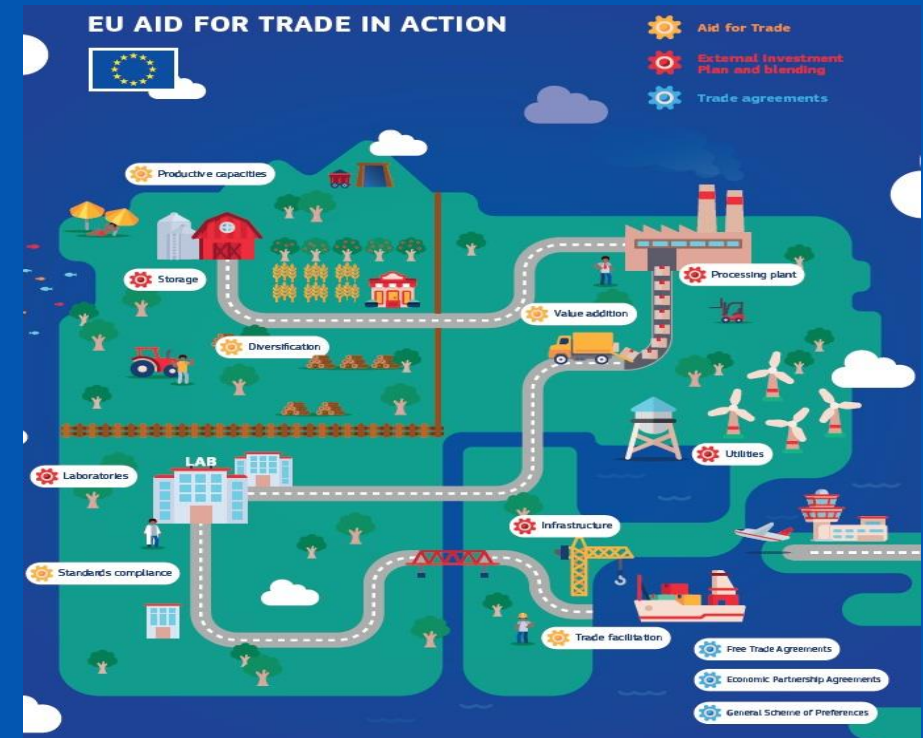 EU AID FOR TRADE IN ACTION
Aid for Trade
External Investment
Plan and blending
Trade agreements
Productive capacities
Storage
Processing plant
Value addition
Diversification
Utilities
LAB
Laboratories
Infrastructure
Standards compliance
Trade facilitation
Free Trade Agreements
Economic Partnership Agreements
General Scheme of Preferences